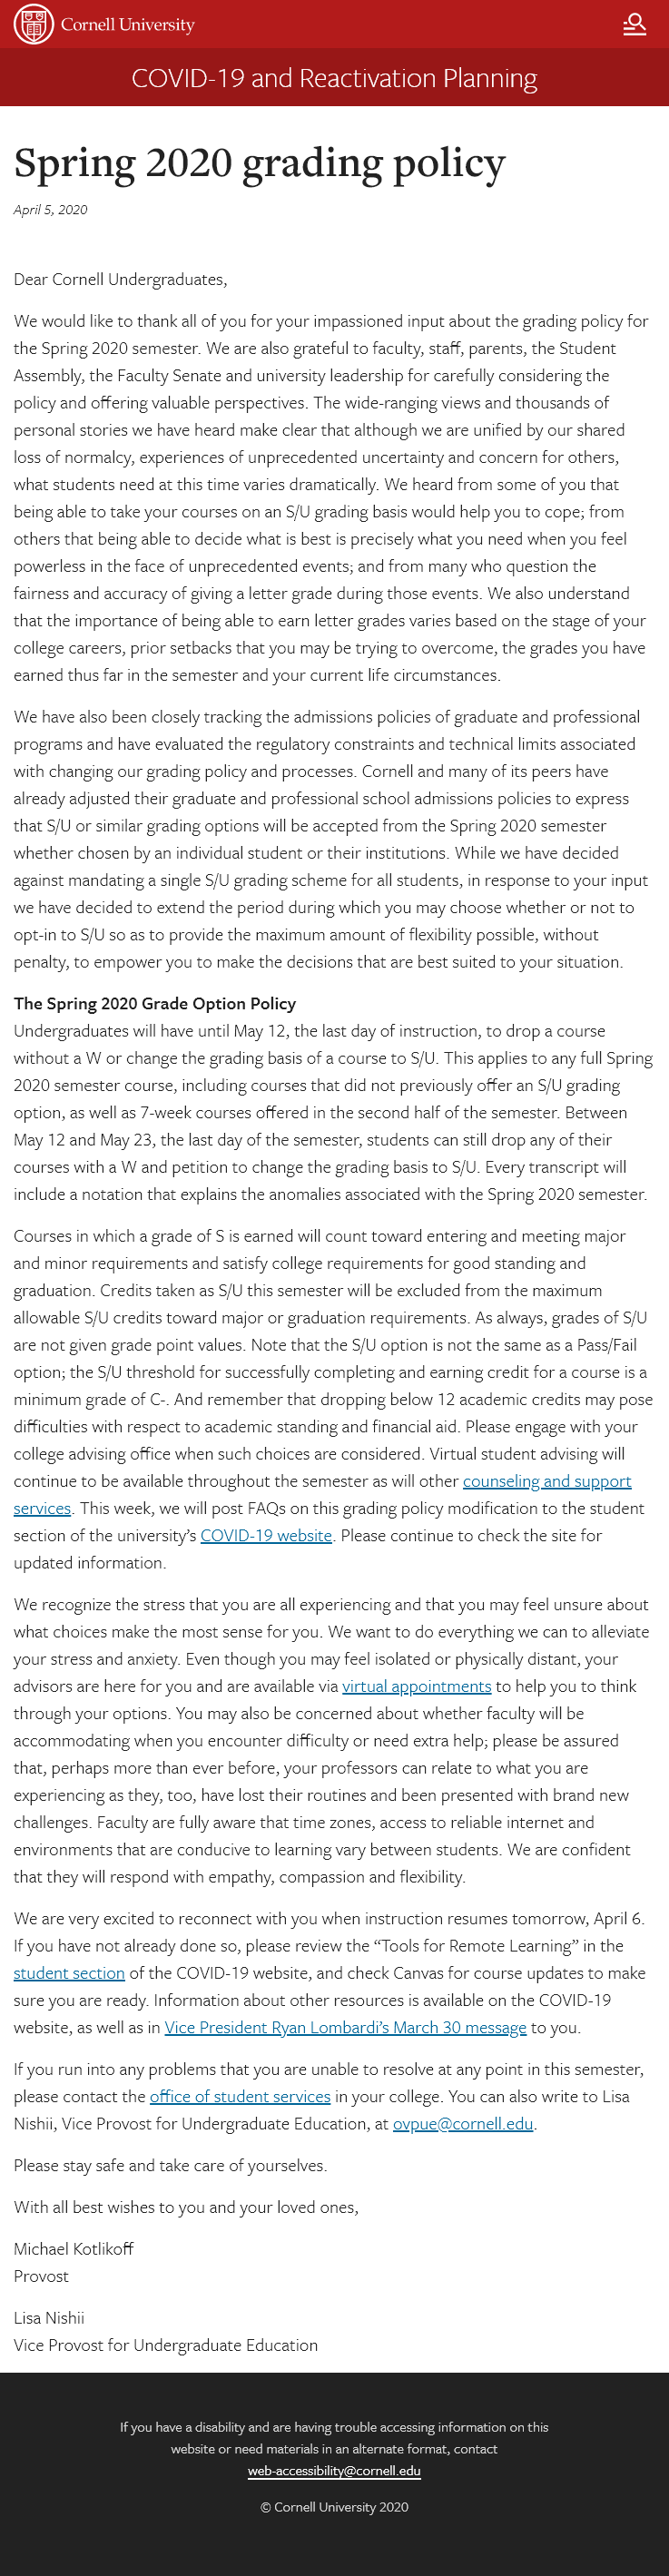 Cornell University
COVID-19 and Reactivation Planning
Spring 2020 grading policy
April 5, 2020
Dear Cornell Undergraduates,
We would like to thank all of you for your impassioned input about the grading policy for
the Spring 2020 semester. We are also grateful to faculty, staff, parents, the Student
Assembly, the Faculty Senate and university leadership for carefully considering the
policy and offering valuable perspectives. The wide-ranging views and thousands of
personal stories we have heard make clear that although we are unified by our shared
loss of normalcy, experiences of unprecedented uncertainty and concern for others,
what students need at this time varies dramatically. We heard from some of you that
being able to take your courses on an S/U grading basis would help you to cope; from
others that being able to decide what is best is precisely what you need when you feel
powerless in the face of unprecedented events; and from many who question the
fairness and accuracy of giving a letter grade during those events. We also understand
that the importance of being able to earn letter grades varies based on the stage of your
college careers, prior setbacks that you may be trying to overcome, the grades you have
earned thus far in the semester and your current life circumstances.
We have also been closely tracking the admissions policies of graduate and professional
programs and have evaluated the regulatory constraints and technical limits associated
with changing our grading policy and processes. Cornell and many of its peers have
already adjusted their graduate and professional school admissions policies to express
that S/U or similar grading options will be accepted from the Spring 2020 semester
whether chosen by an individual student or their institutions. While we have decided
against mandating a single S/U grading scheme for all students, in response to your input
we have decided to extend the period during which you may choose whether or not to
opt-in to S/U so as to provide the maximum amount of flexibility possible, without
penalty, to empower you to make the decisions that are best suited to your situation.
The Spring 2020 Grade Option Policy
Undergraduates will have until May 12, the last day of instruction, to drop a course
without a W or change the grading basis of a course to S/U. This applies to any full Spring
2020 semester course, including courses that did not previously offer an S/U grading
option, as well as 7-week courses offered in the second half of the semester. Between
May 12 and May 23, the last day of the semester, students can still drop any of their
courses with a W and petition to change the grading basis to S/U. Every transcript will
include a notation that explains the anomalies associated with the Spring 2020 semester.
Courses in which a grade of S is earned will count toward entering and meeting major
and minor requirements and satisfy college requirements for good standing and
graduation. Credits taken as S/U this semester will be excluded from the maximum
allowable S/U credits toward major or graduation requirements. As always, grades of S/U
are not given grade point values. Note that the S/U option is not the same as a Pass/Fail
option; the S/U threshold for successfully completing and earning credit for a course is a
minimum grade of C-. And remember that dropping below 12 academic credits may pose
difficulties with respect to academic standing and financial aid. Please engage with your
college advising office when such choices are considered. Virtual student advising will
continue to be available throughout the semester as will other counseling and support
services. This week, we will post FAQs on this grading policy modification to the student
section of the university’s COVID-19 website. Please continue to check the site for
updated information.
We recognize the stress that you are all experiencing and that you may feel unsure about
what choices make the most sense for you. We want to do everything we can to alleviate
your stress and anxiety. Even though you may feel isolated or physically distant, your
advisors are here for you and are available via virtual appointments to help you to think
through your options. You may also be concerned about whether faculty will be
accommodating when you encounter difficulty or need extra help; please be assured
that, perhaps more than ever before, your professors can relate to what you are
experiencing as they, too, have lost their routines and been presented with brand new
challenges. Faculty are fully aware that time zones, access to reliable internet and
environments that are conducive to learning vary between students. We are confident
that they will respond with empathy, compassion and flexibility.
We are very excited to reconnect with you when instruction resumes tomorrow, April 6.
If you have not already done so, please review the “Tools for Remote Learning” in the
student section of the COVID-19 website, and check Canvas for course updates to make
sure you are ready. Information about other resources is available on the COVID-19
website, as well as in Vice President Ryan Lombardi’s March 30 message to you.
If you run into any problems that you are unable to resolve at any point in this semester,
please contact the office of student services in your college. You can also write to Lisa
Nishii, Vice Provost for Undergraduate Education, at ovpue@cornell.edu.
Please stay safe and take care of yourselves.
With all best wishes to you and your loved ones,
Michael Kotlikoff
Provost
Lisa Nishii
Vice Provost for Undergraduate Education
If you have a disability and are having trouble accessing information on this
website or need materials in an alternate format, contact
web-accessibility@cornell.edu
© Cornell University 2020